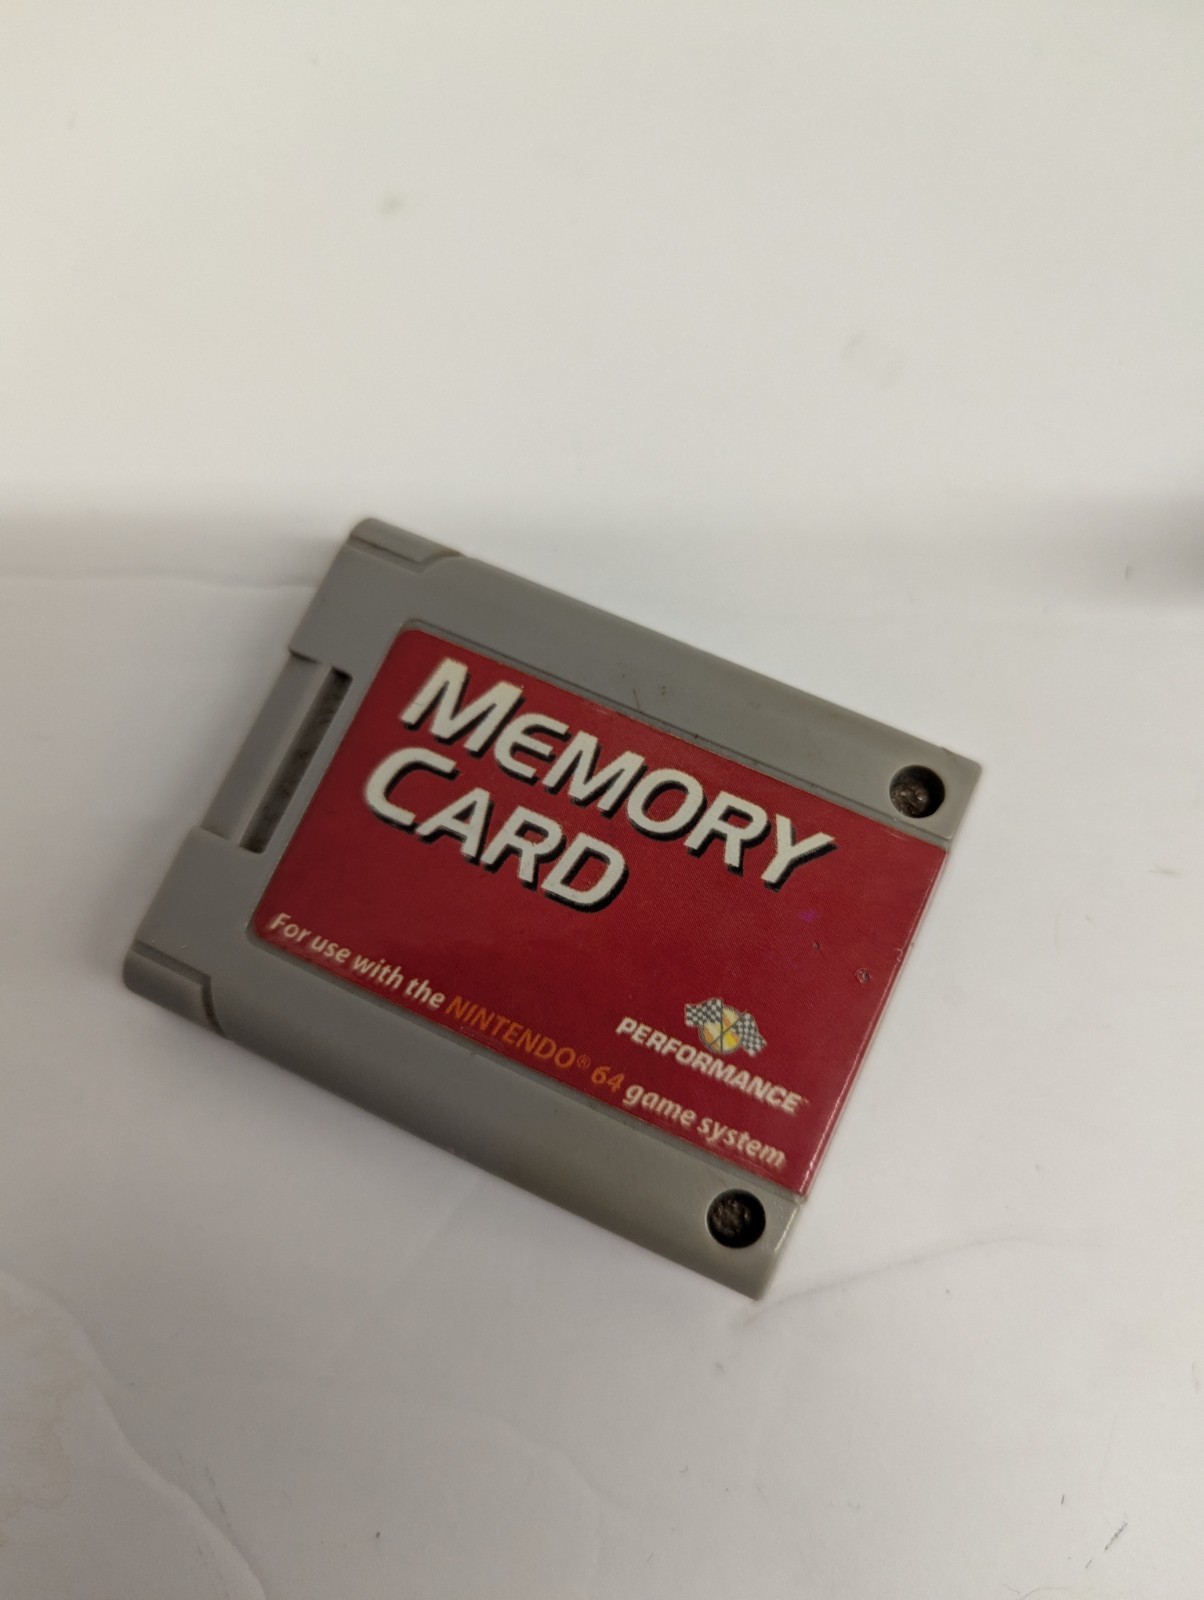 MEMORY
CARD
PERFORMANCE
For use with the NINTENDO® 64 game system